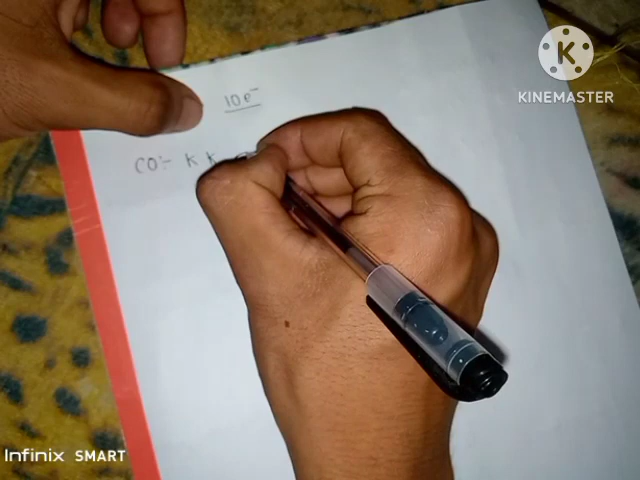 K
KINEMASTER
10e⁻
CO:- K K
Infinix SMART